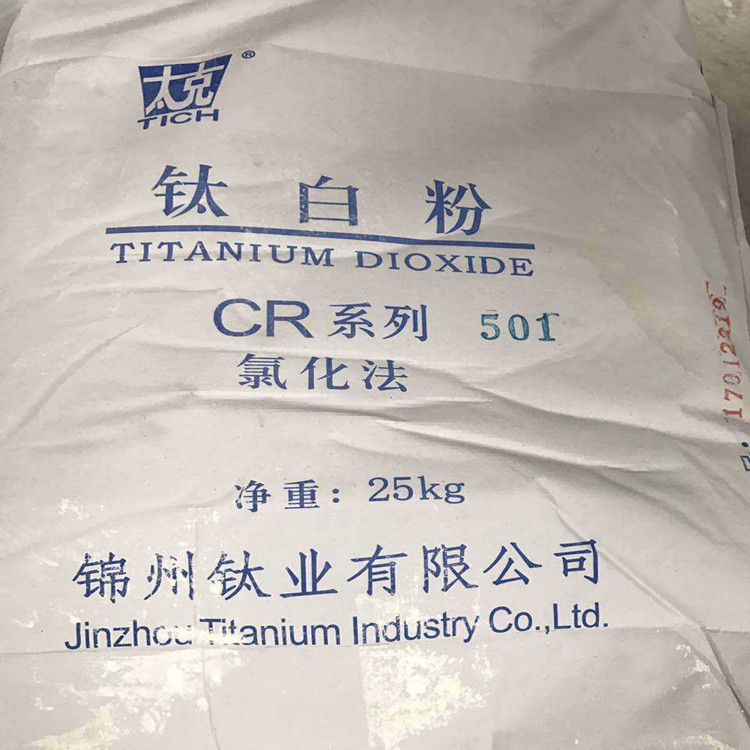 太克®
TICH
钛白粉
TITANIUM DIOXIDE
CR系列 501
氯化法
净重：25kg
锦州钛业有限公司
Jinzhou Titanium Industry Co.,Ltd.